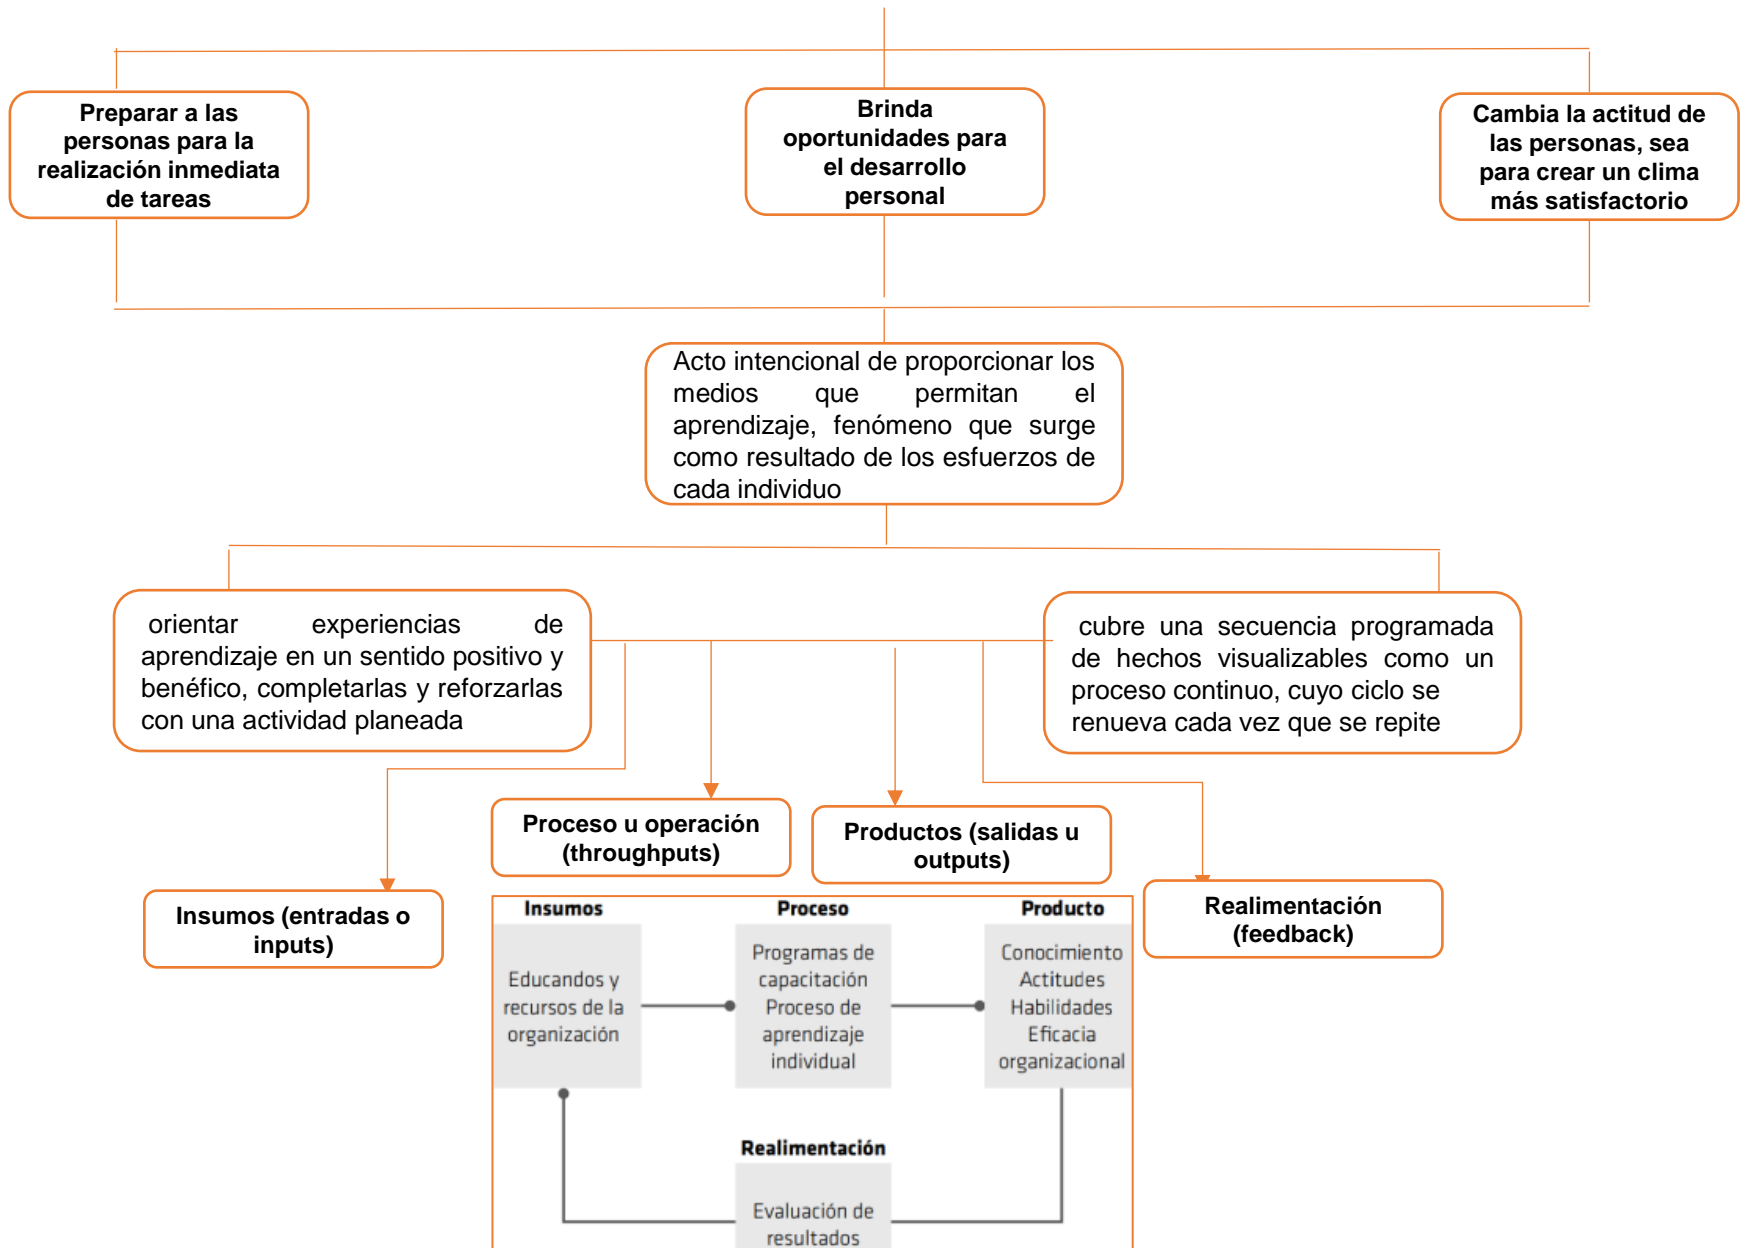 Preparar a las
personas para la
realización inmediata
de tareas
Brinda
oportunidades para
el desarrollo
personal
Cambia la actitud de
las personas, sea
para crear un clima
más satisfactorio
Acto intencional de proporcionar los
medios que permitan el
aprendizaje, fenómeno que surge
como resultado de los esfuerzos de
cada individuo
orientar experiencias de
aprendizaje en un sentido positivo y
benéfico, completarlas y reforzarlas
con una actividad planeada
cubre una secuencia programada
de hechos visualizables como un
proceso continuo, cuyo ciclo se
renueva cada vez que se repite
Insumos (entradas o
inputs)
Proceso u operación
(throughputs)
Productos (salidas u
outputs)
Realimentación
(feedback)
Insumos
Educandos y
recursos de la
organización
Proceso
Programas de
capacitación
Proceso de
aprendizaje
individual
Producto
Conocimiento
Actitudes
Habilidades
Eficacia
organizacional
Realimentación
Evaluación de
resultados